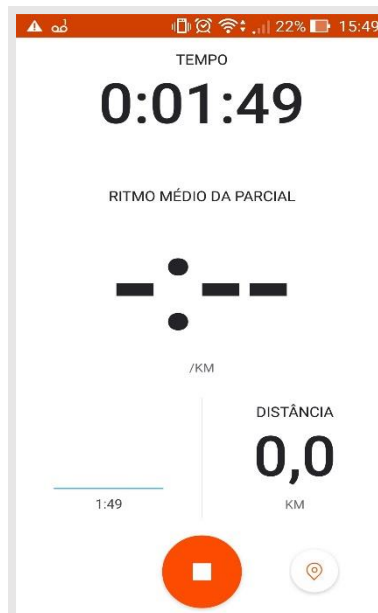 22% 15:49
TEMPO
0:01:49
RITMO MÉDIO DA PARCIAL
-:--
/KM
DISTÂNCIA
0,0
1:49
KM